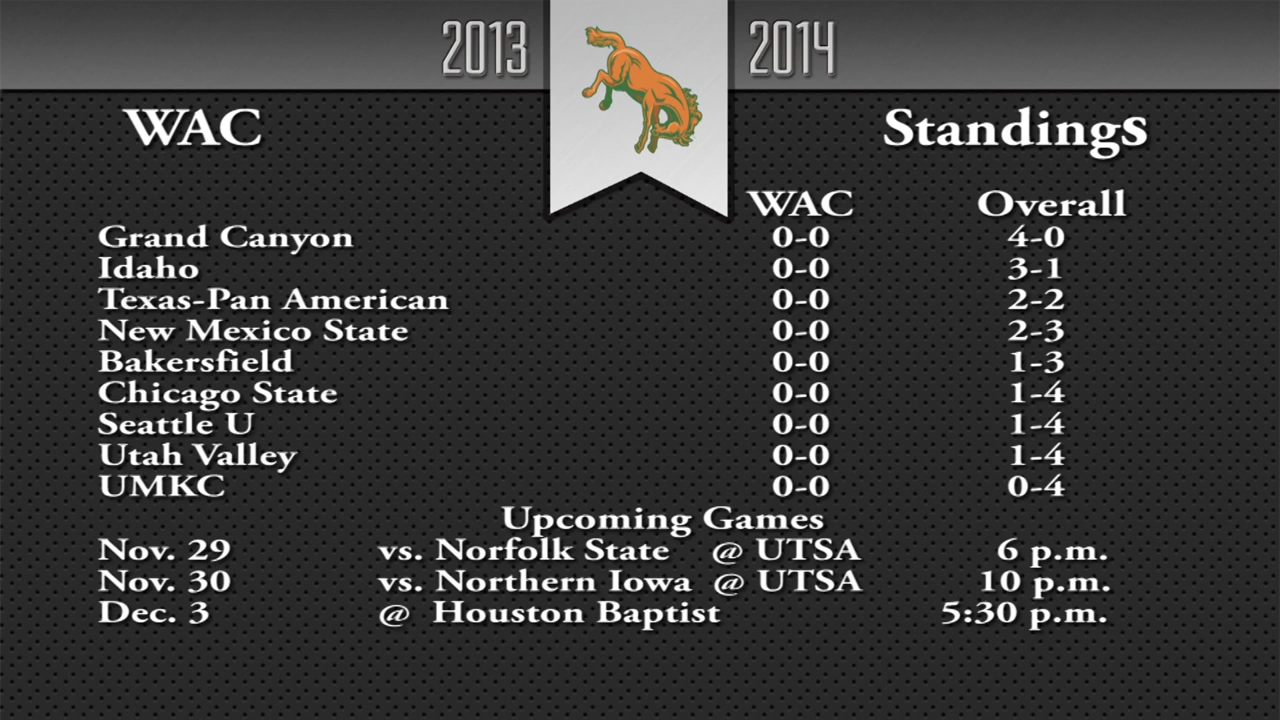 2013 2014
WAC Standings
WAC Overall
Grand Canyon 0-0 4-0
Idaho 0-0 3-1
Texas-Pan American 0-0 2-2
New Mexico State 0-0 2-3
Bakersfield 0-0 1-3
Chicago State 0-0 1-4
Seattle U 0-0 1-4
Utah Valley 0-0 1-4
UMKC 0-0 0-4
Upcoming Games
Nov. 29 vs. Norfolk State @ UTSA 6 p.m.
Nov. 30 vs. Northern Iowa @ UTSA 10 p.m.
Dec. 3 @ Houston Baptist 5:30 p.m.